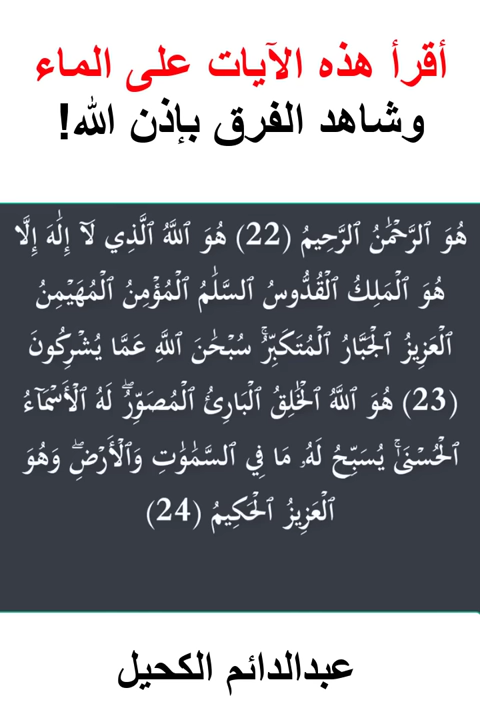 أقرأ هذه الآيات على الماء
وشاهد الفرق بإذن الله!
هُوَ ٱلرَّحْمَٰنُ ٱلرَّحِيمُ (22) هُوَ ٱللَّهُ ٱلَّذِي لَآ إِلَٰهَ إِلَّا
هُوَ ٱلْمَلِكُ ٱلْقُدُّوسُ ٱلسَّلَٰمُ ٱلْمُؤْمِنُ ٱلْمُهَيْمِنُ
ٱلْعَزِيزُ ٱلْجَبَّارُ ٱلْمُتَكَبِّرُۚ سُبْحَٰنَ ٱللَّهِ عَمَّا يُشْرِكُونَ
(23) هُوَ ٱللَّهُ ٱلْخَٰلِقُ ٱلْبَارِئُ ٱلْمُصَوِّرُۖ لَهُ ٱلْأَسْمَآءُ
ٱلْحُسْنَىٰۚ يُسَبِّحُ لَهُۥ مَا فِي ٱلسَّمَٰوَٰتِ وَٱلْأَرْضِۖ وَهُوَ
ٱلْعَزِيزُ ٱلْحَكِيمُ (24)
عبدالدائم الكحيل